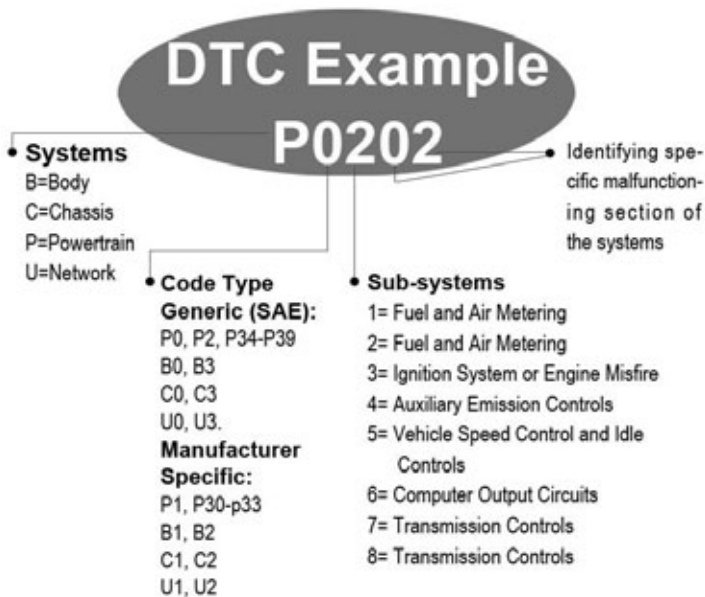 DTC Example
P0202
Systems
B=Body
C=Chassis
P=Powertrain
U=Network
Identifying spe-
cific malfunction-
ing section of
the systems
Code Type
Generic (SAE):
P0, P2, P34-P39
B0, B3
C0, C3
U0, U3.
Manufacturer
Specific:
P1, P30-p33
B1, B2
C1, C2
U1, U2
Sub-systems
1= Fuel and Air Metering
2= Fuel and Air Metering
3= Ignition System or Engine Misfire
4= Auxiliary Emission Controls
5= Vehicle Speed Control and Idle
Controls
6= Computer Output Circuits
7= Transmission Controls
8= Transmission Controls